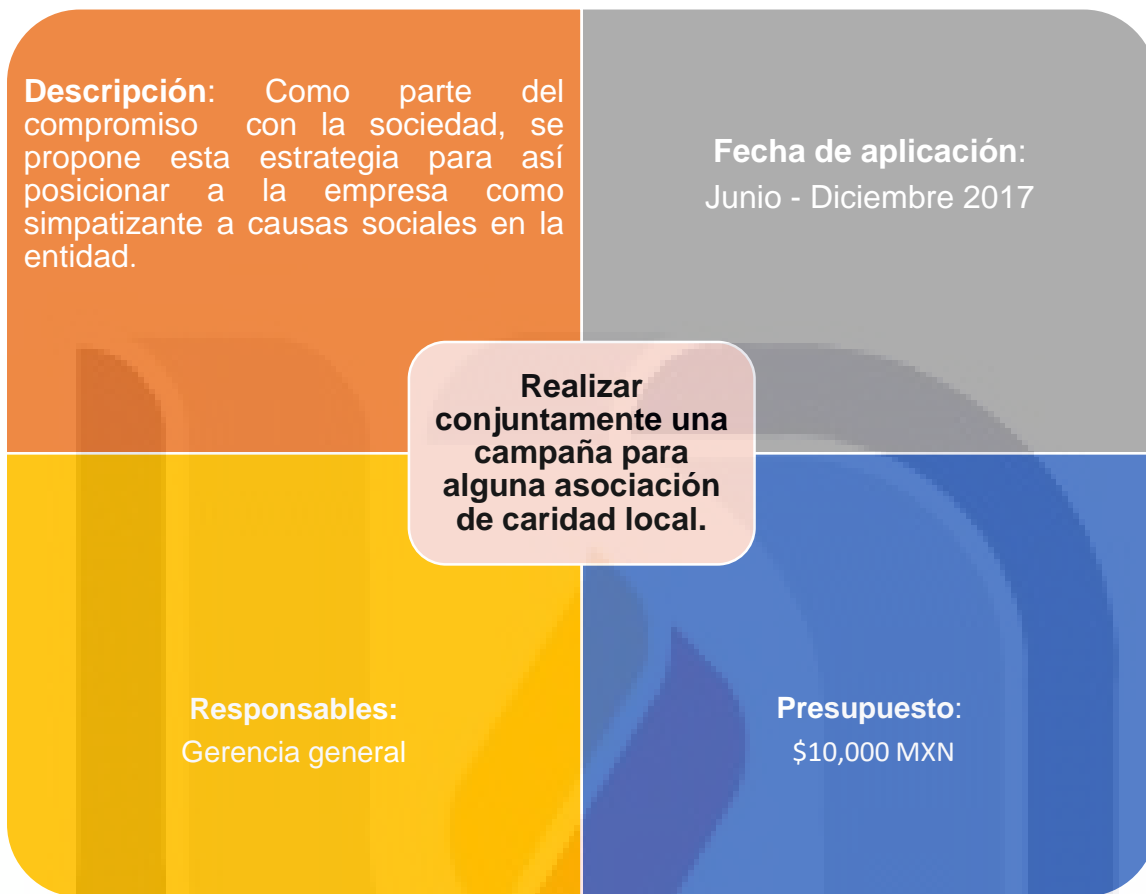 Descripción: Como parte del
compromiso con la sociedad, se
propone esta estrategia para así
posicionar a la empresa como
simpatizante a causas sociales en la
entidad.
Fecha de aplicación:
Junio - Diciembre 2017
Realizar
conjuntamente una
campaña para
alguna asociación
de caridad local.
Responsables:
Gerencia general
Presupuesto:
$10,000 MXN